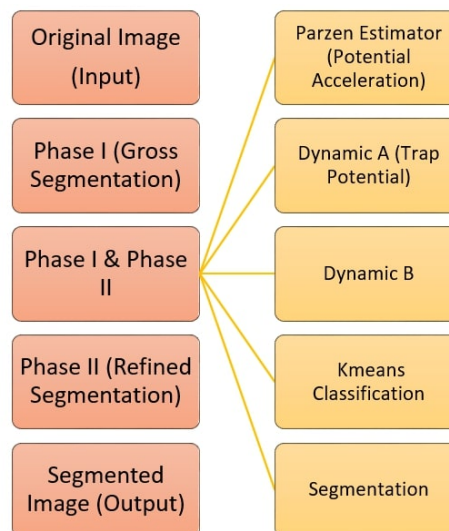 Original Image
(Input)
Phase I (Gross
Segmentation)
Phase I & Phase
II
Phase II (Refined
Segmentation)
Segmented
Image (Output)
Parzen Estimator
(Potential
Acceleration)
Dynamic A (Trap
Potential)
Dynamic B
Kmeans
Classification
Segmentation